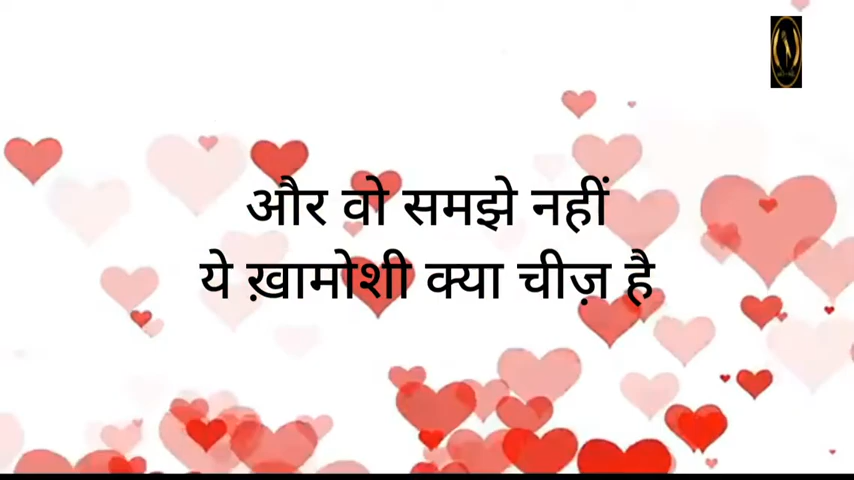 और वो समझे नहीं
ये ख़ामोशी क्या चीज़ है